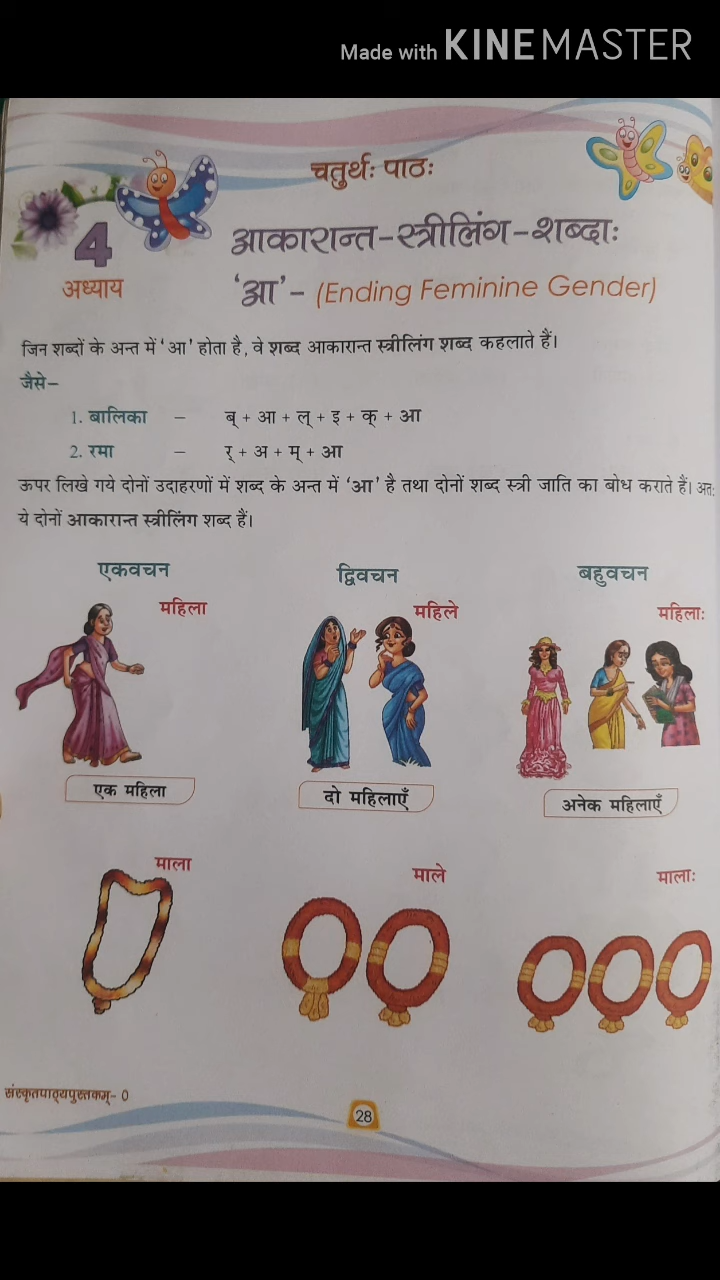 Made with KINEMASTER
चतुर्थः पाठः
4
अध्याय
आकारान्त-स्त्रीलिंग-शब्दाः
'आ'- (Ending Feminine Gender)
जिन शब्दों के अन्त में 'आ' होता है, वे शब्द आकारान्त स्त्रीलिंग शब्द कहलाते हैं।
जैसे–
1. बालिका – ब् + आ + ल् + इ + क् + आ
2. रमा – र् + अ + म् + आ
ऊपर लिखे गये दोनों उदाहरणों में शब्द के अन्त में 'आ' है तथा दोनों शब्द स्त्री जाति का बोध कराते हैं। अतः
ये दोनों आकारान्त स्त्रीलिंग शब्द हैं।
एकवचन द्विवचन बहुवचन
महिला महिले महिलाः
एक महिला दो महिलाएँ अनेक महिलाएँ
माला माले मालाः
संस्कृतपाठ्यपुस्तकम्- 0
28